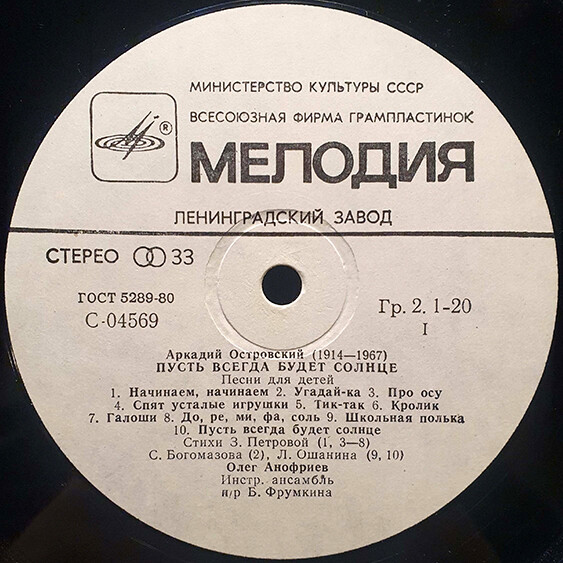 МИНИСТЕРСТВО КУЛЬТУРЫ СССР
ВСЕСОЮЗНАЯ ФИРМА ГРАМПЛАСТИНОК
®
МЕЛОДИЯ
ЛЕНИНГРАДСКИЙ ЗАВОД
СТЕРЕО 33
ГОСТ 5289-80
С-04569
Гр. 2. 1-20
I
Аркадий Островский (1914—1967)
ПУСТЬ ВСЕГДА БУДЕТ СОЛНЦЕ
Песни для детей
1. Начинаем, начинаем 2. Угадай-ка 3. Про осу
4. Спят усталые игрушки 5. Тик-так 6. Кролик
7. Галоши 8. До, ре, ми, фа, соль 9. Школьная полька
10. Пусть всегда будет солнце
Стихи З. Петровой (1, 3—8)
С. Богомазова (2), Л. Ошанина (9, 10)
Олег Анофриев
Инстр. ансамбль
п/р Б. Фрумкина